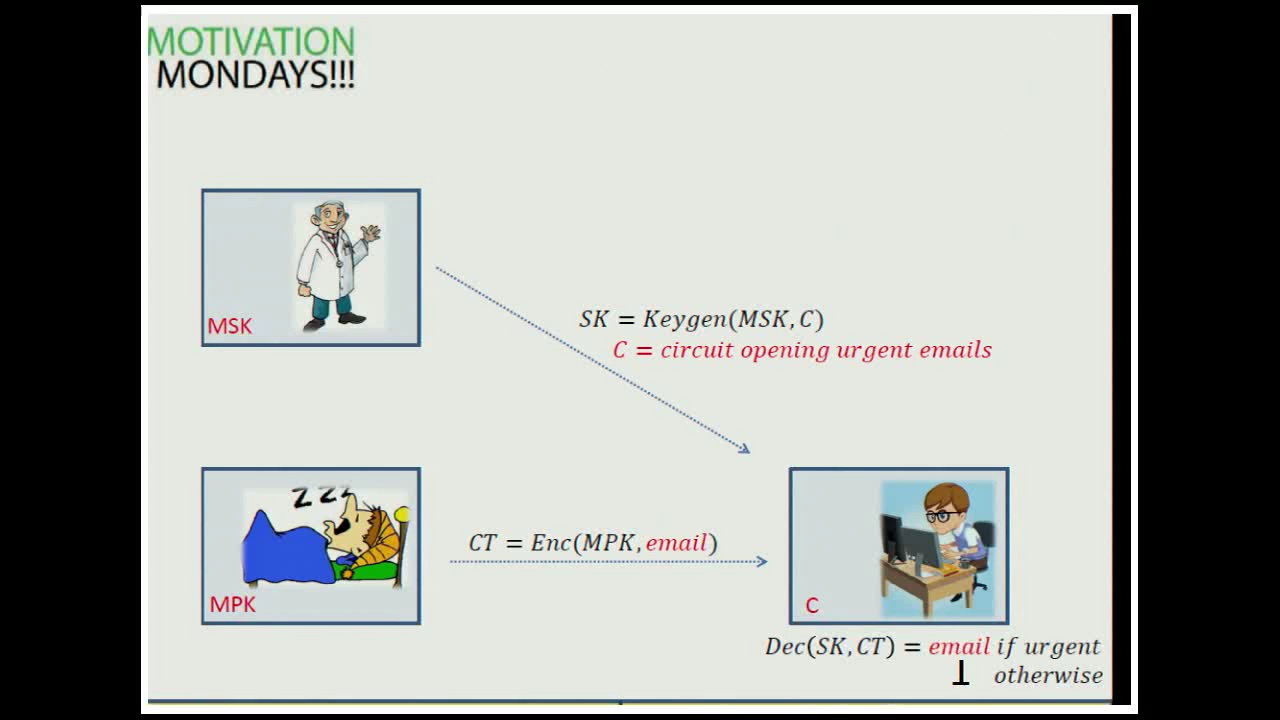 MOTIVATION
MONDAYS!!!
MSK
SK = Keygen(MSK, C)
C = circuit opening urgent emails
ZZZ
CT = Enc(MPK, email)
MPK
C
Dec(SK, CT) = email if urgent
⊥ otherwise